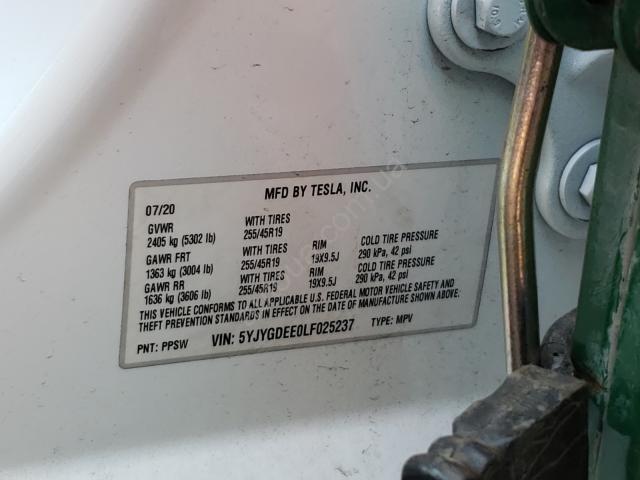 MFD BY TESLA, INC.
07/20
GVWR WITH TIRES
2405 kg (5302 lb) 255/45R19
GAWR FRT WITH TIRES RIM COLD TIRE PRESSURE
1363 kg (3004 lb) 255/45R19 19X9.5J 290 kPa, 42 psi
GAWR RR WITH TIRES RIM COLD TIRE PRESSURE
1636 kg (3606 lb) 255/45R19 19X9.5J 290 kPa, 42 psi
THIS VEHICLE CONFORMS TO ALL APPLICABLE U.S. FEDERAL MOTOR VEHICLE SAFETY AND
THEFT PREVENTION STANDARDS IN EFFECT ON THE DATE OF MANUFACTURE SHOWN ABOVE.
PNT: PPSW VIN: 5YJYGDEE0LF025237 TYPE: MPV
10.9